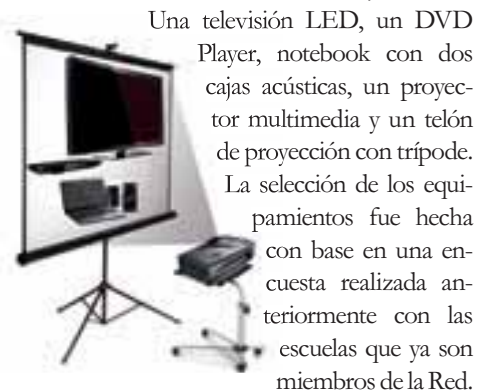 Una televisión LED, un DVD
Player, notebook con dos
cajas acústicas, un proyec-
tor multimedia y un telón
de proyección con trípode.
La selección de los equi-
pamientos fue hecha
con base en una en-
cuesta realizada an-
teriormente con las
escuelas que ya son
miembros de la Red.